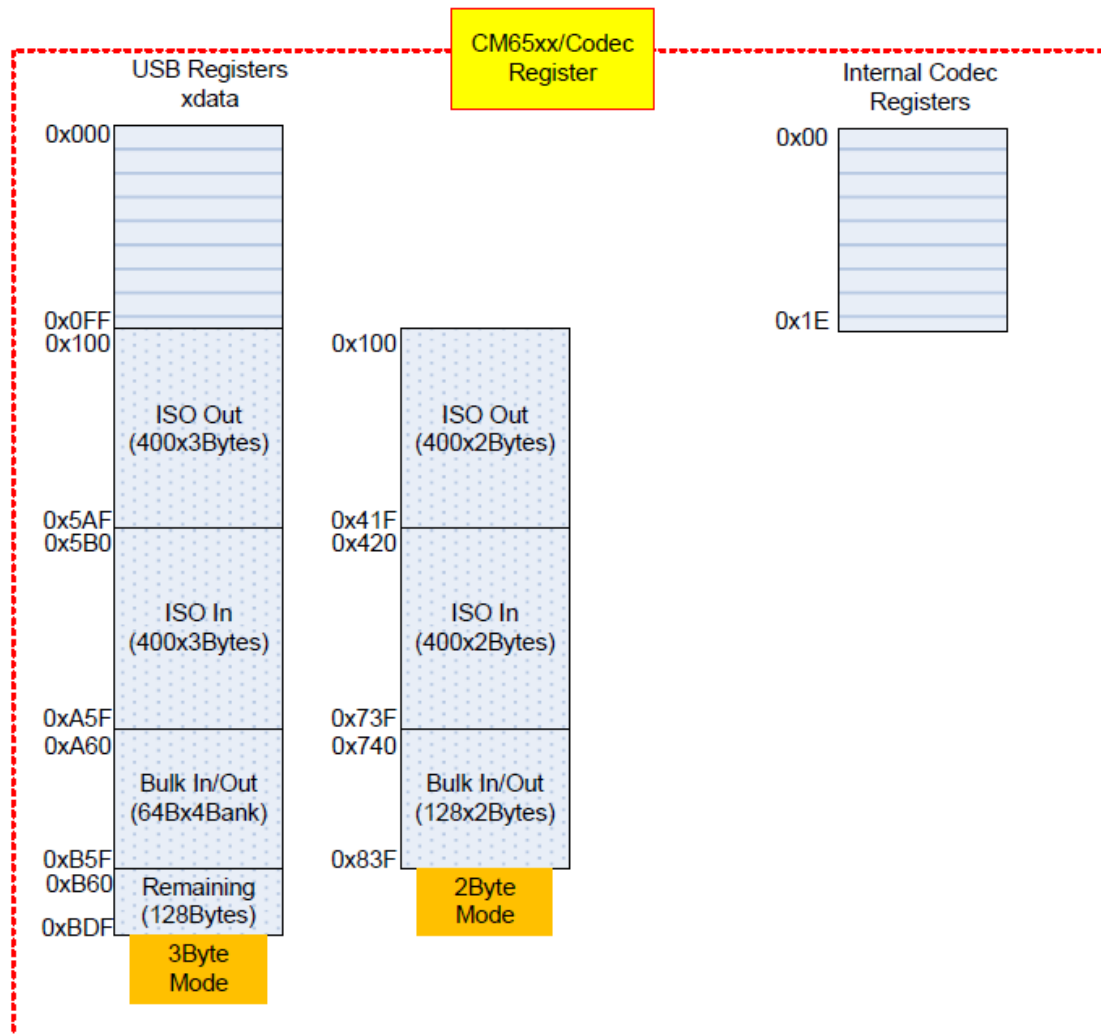 CM65xx/Codec
Register
USB Registers
xdata
Internal Codec
Registers
0x000
0x0FF
0x100
ISO Out
(400x3Bytes)
0x5AF
0x5B0
ISO In
(400x3Bytes)
0xA5F
0xA60
Bulk In/Out
(64Bx4Bank)
0xB5F
0xB60
Remaining
(128Bytes)
0xBDF
3Byte
Mode
0x100
ISO Out
(400x2Bytes)
0x41F
0x420
ISO In
(400x2Bytes)
0x73F
0x740
Bulk In/Out
(128x2Bytes)
0x83F
2Byte
Mode
0x00
0x1E